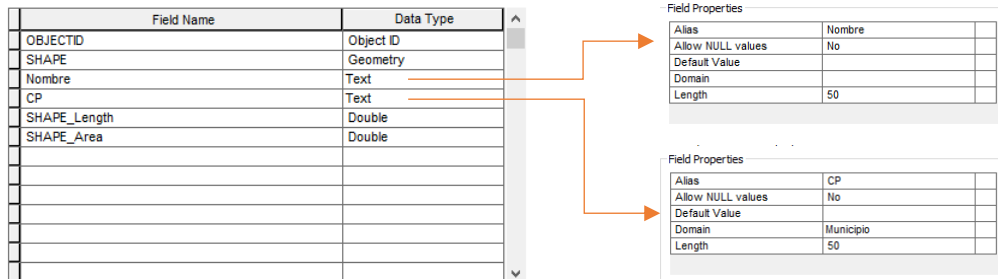 Field Name Data Type
OBJECTID Object ID
SHAPE Geometry
Nombre Text
CP Text
SHAPE_Length Double
SHAPE_Area Double
Field Properties
Alias Nombre
Allow NULL values No
Default Value
Domain
Length 50
Field Properties
Alias CP
Allow NULL values No
Default Value
Domain Municipio
Length 50